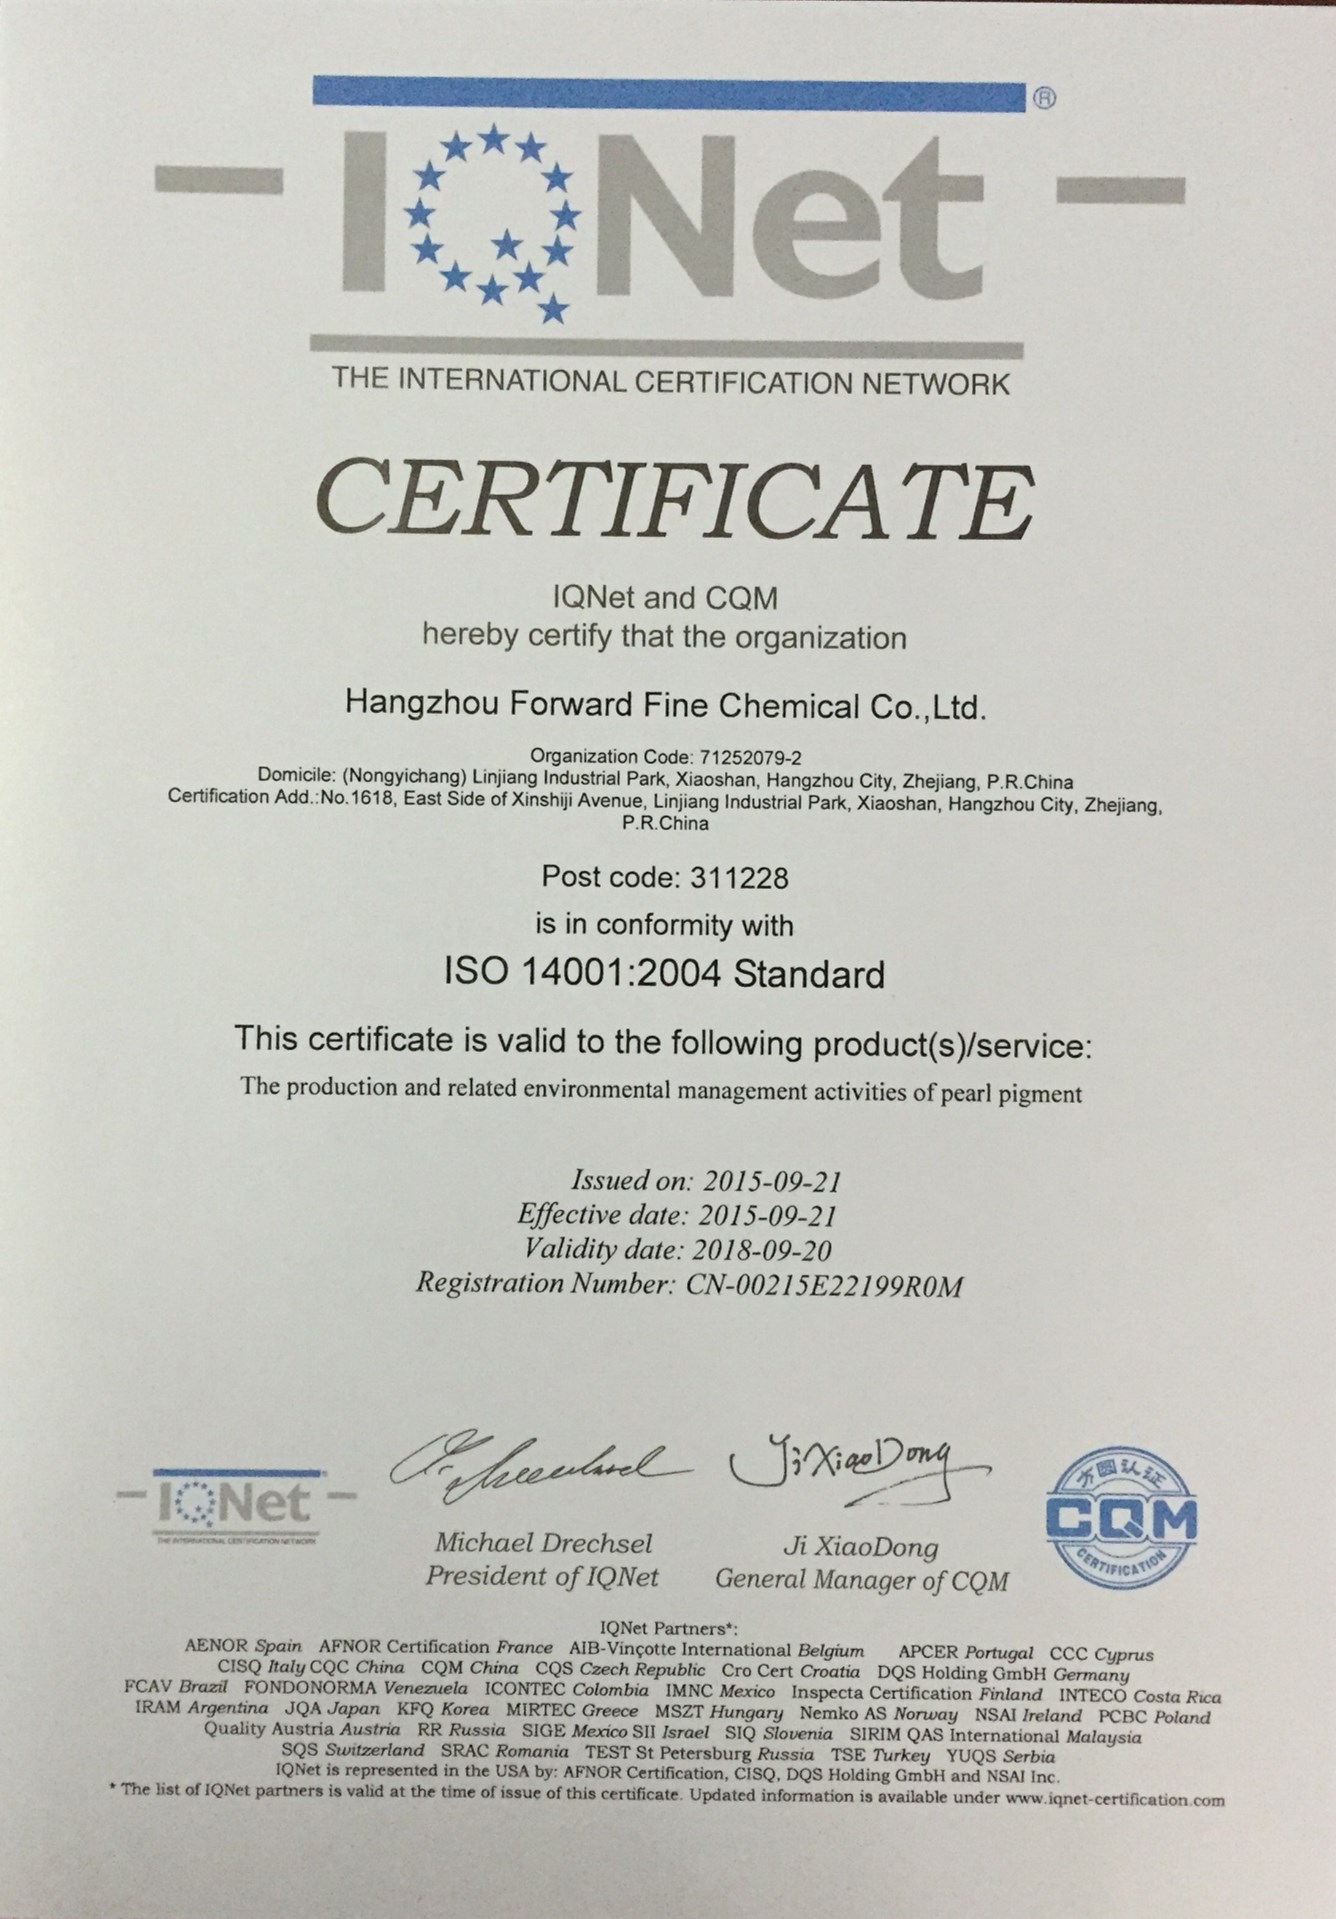 IQNet ®
THE INTERNATIONAL CERTIFICATION NETWORK
CERTIFICATE
IQNet and CQM
hereby certify that the organization
Hangzhou Forward Fine Chemical Co.,Ltd.
Organization Code: 71252079-2
Domicile: (Nongyichang) Linjiang Industrial Park, Xiaoshan, Hangzhou City, Zhejiang, P.R.China
Certification Add.:No.1618, East Side of Xinshiji Avenue, Linjiang Industrial Park, Xiaoshan, Hangzhou City, Zhejiang,
P.R.China
Post code: 311228
is in conformity with
ISO 14001:2004 Standard
This certificate is valid to the following product(s)/service:
The production and related environmental management activities of pearl pigment
Issued on: 2015-09-21
Effective date: 2015-09-21
Validity date: 2018-09-20
Registration Number: CN-00215E22199R0M
Ji XiaoDong
IQNet
THE INTERNATIONAL CERTIFICATION NETWORK
Michael Drechsel
President of IQNet
Ji XiaoDong
General Manager of CQM
方圆认证
CQM
CERTIFICATION
IQNet Partners*:
AENOR Spain AFNOR Certification France AIB-Vinçotte International Belgium APCER Portugal CCC Cyprus
CISQ Italy CQC China CQM China CQS Czech Republic Cro Cert Croatia DQS Holding GmbH Germany
FCAV Brazil FONDONORMA Venezuela ICONTEC Colombia IMNC Mexico Inspecta Certification Finland INTECO Costa Rica
IRAM Argentina JQA Japan KFQ Korea MIRTEC Greece MSZT Hungary Nemko AS Norway NSAI Ireland PCBC Poland
Quality Austria Austria RR Russia SIGE Mexico SII Israel SIQ Slovenia SIRIM QAS International Malaysia
SQS Switzerland SRAC Romania TEST St Petersburg Russia TSE Turkey YUQS Serbia
IQNet is represented in the USA by: AFNOR Certification, CISQ, DQS Holding GmbH and NSAI Inc.
* The list of IQNet partners is valid at the time of issue of this certificate. Updated information is available under www.iqnet-certification.com